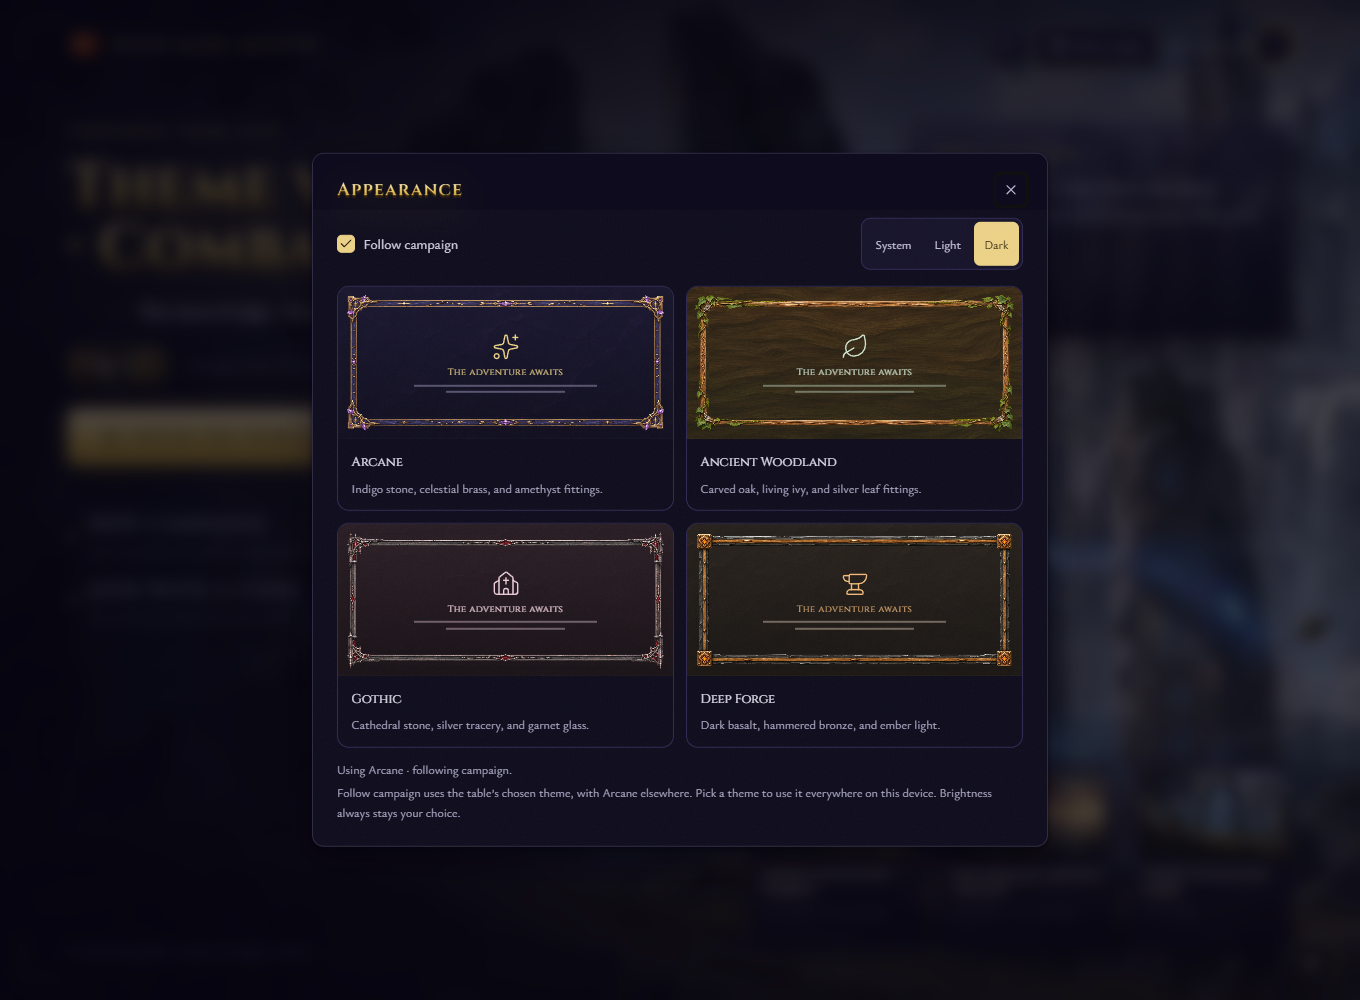 Appearance
Follow campaign
System Light Dark
The adventure awaits
The adventure awaits
Arcane
Indigo stone, celestial brass, and amethyst fittings.
Ancient Woodland
Carved oak, living ivy, and silver leaf fittings.
The adventure awaits
The adventure awaits
Gothic
Cathedral stone, silver tracery, and garnet glass.
Deep Forge
Dark basalt, hammered bronze, and ember light.
Using Arcane · following campaign.
Follow campaign uses the table's chosen theme, with Arcane elsewhere. Pick a theme to use it everywhere on this device. Brightness
always stays your choice.
Theme